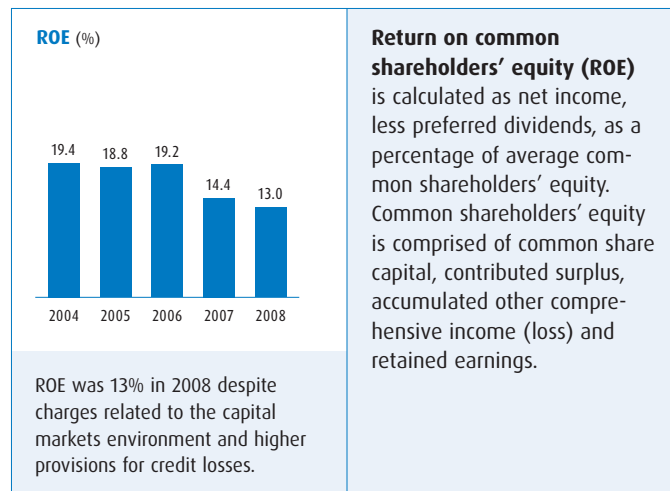 ROE (%)
19.4
18.8
19.2
14.4
13.0
2004 2005 2006 2007 2008
ROE was 13% in 2008 despite
charges related to the capital
markets environment and higher
provisions for credit losses.
Return on common
shareholders’ equity (ROE)
is calculated as net income,
less preferred dividends, as a
percentage of average com-
mon shareholders’ equity.
Common shareholders’ equity
is comprised of common share
capital, contributed surplus,
accumulated other compre-
hensive income (loss) and
retained earnings.